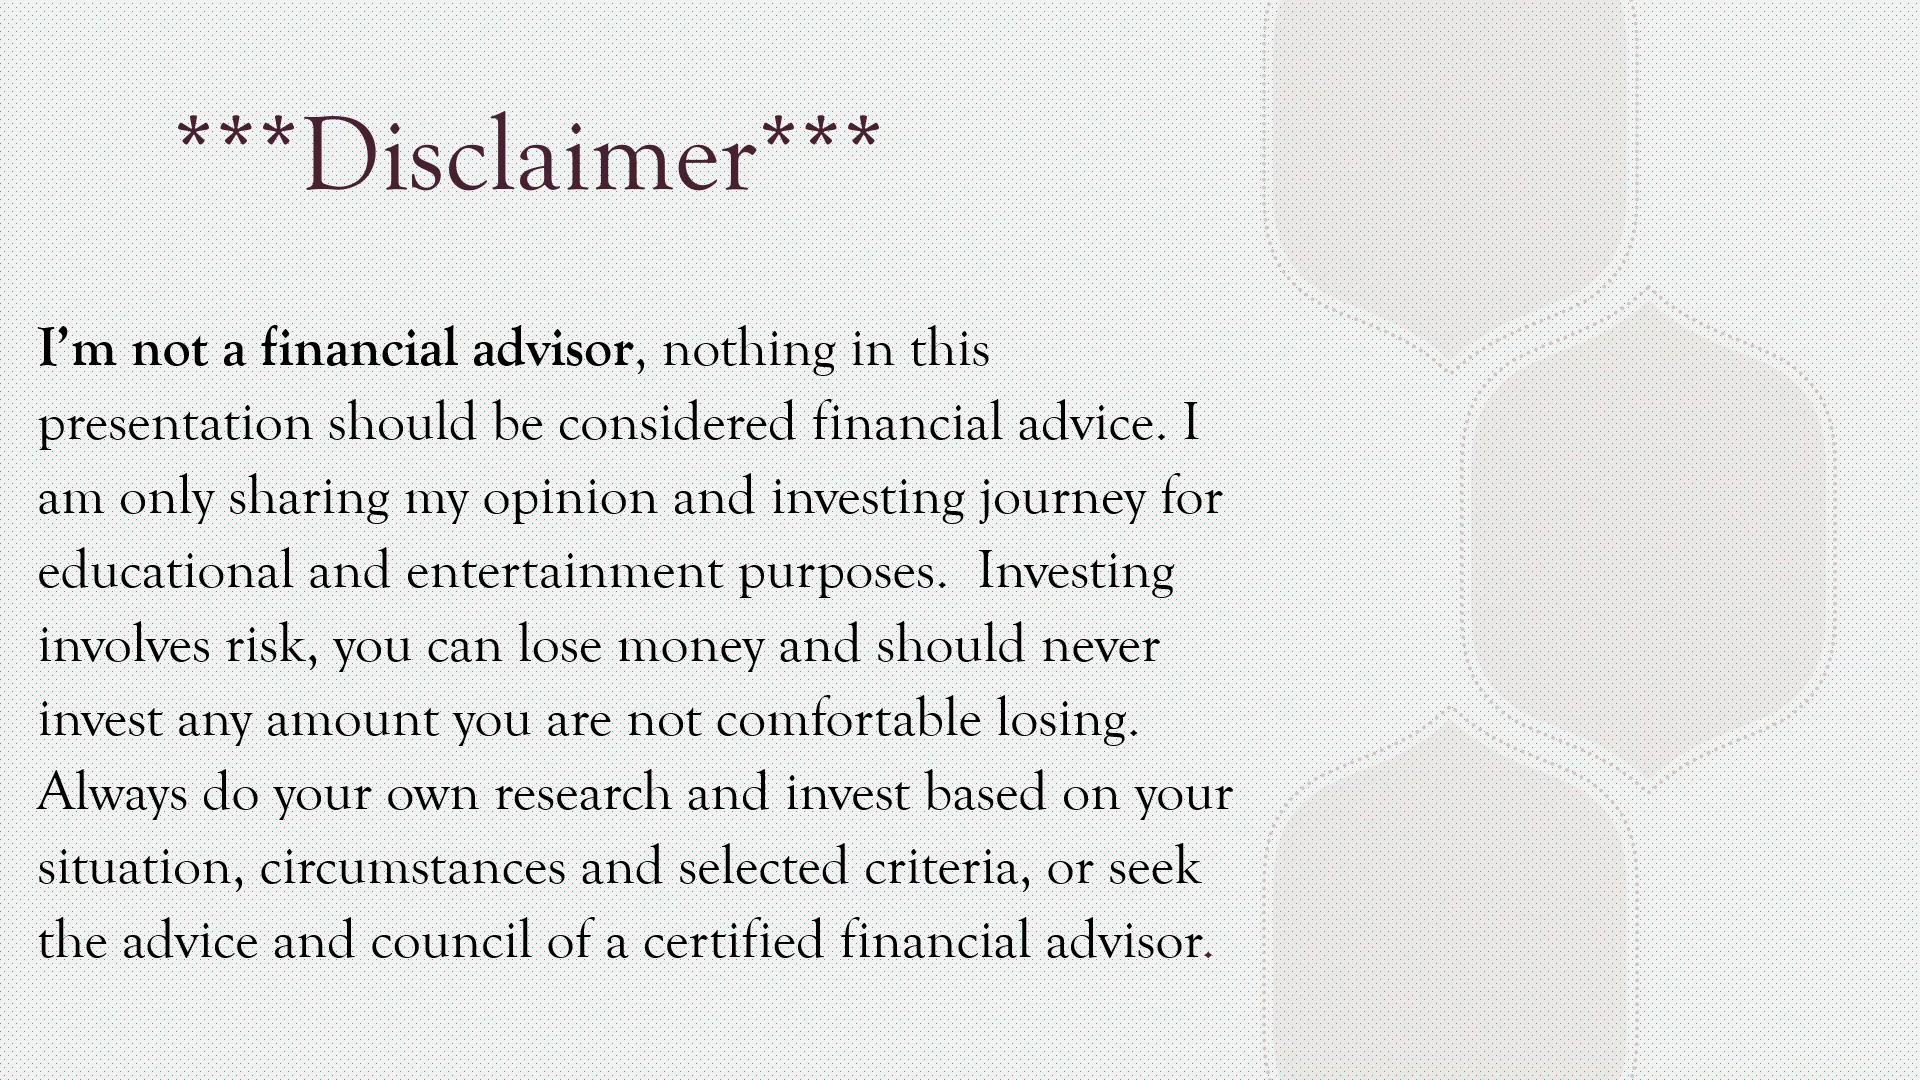 ***Disclaimer***
I’m not a financial advisor, nothing in this
presentation should be considered financial advice. I
am only sharing my opinion and investing journey for
educational and entertainment purposes.  Investing
involves risk, you can lose money and should never
invest any amount you are not comfortable losing.
Always do your own research and invest based on your
situation, circumstances and selected criteria, or seek
the advice and council of a certified financial advisor.